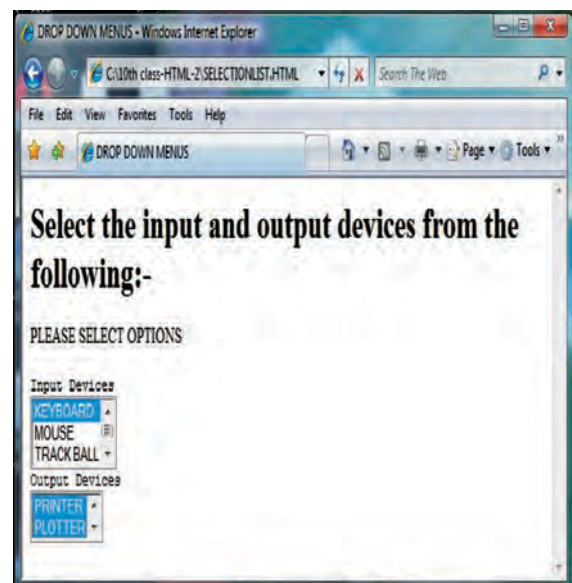 DROP DOWN MENUS - Windows Internet Explorer
C:\10th class-HTML-2\SELECTIONLIST.HTML
Search The Web
File Edit View Favorites Tools Help
DROP DOWN MENUS
Page Tools
Select the input and output devices from the
following:-
PLEASE SELECT OPTIONS
Input Devices
KEYBOARD
MOUSE
TRACK BALL
Output Devices
PRINTER
PLOTTER